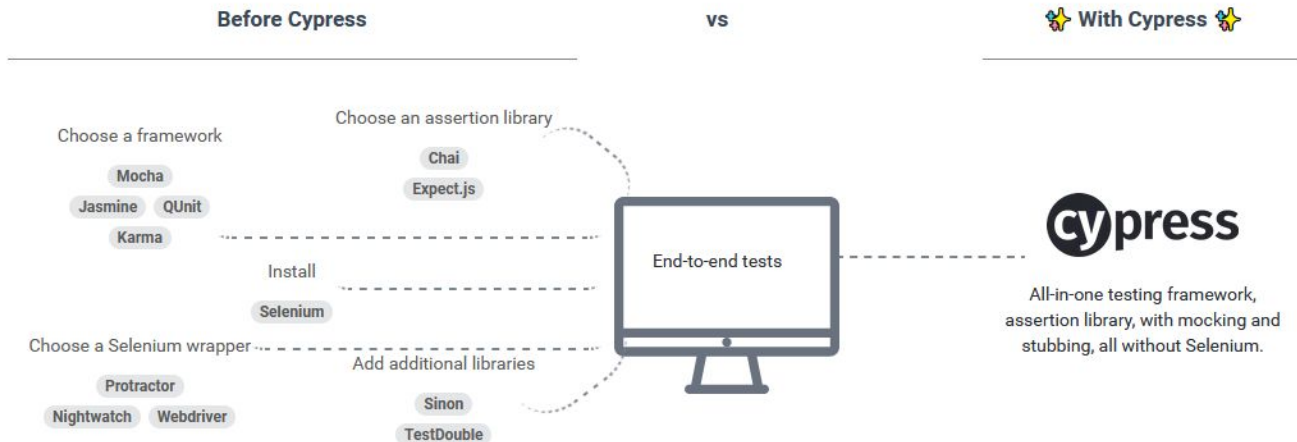 Before Cypress
vs
With Cypress
Choose a framework
Mocha
Jasmine QUnit
Karma
Choose an assertion library
Chai
Expect.js
Install
Selenium
Choose a Selenium wrapper
Protractor
Nightwatch Webdriver
Add additional libraries
Sinon
TestDouble
End-to-end tests
cypress
All-in-one testing framework,
assertion library, with mocking and
stubbing, all without Selenium.